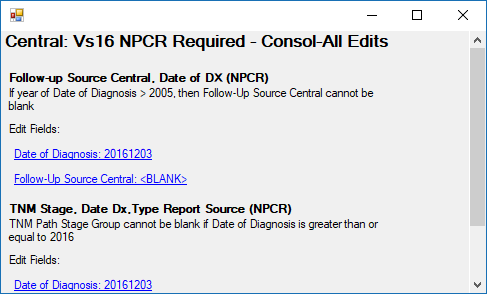 Central: Vs16 NPCR Required - Consol-All Edits
Follow-up Source Central, Date of DX (NPCR)
If year of Date of Diagnosis > 2005, then Follow-Up Source Central cannot be
blank
Edit Fields:
Date of Diagnosis: 20161203
Follow-Up Source Central: <BLANK>
TNM Stage, Date Dx,Type Report Source (NPCR)
TNM Path Stage Group cannot be blank if Date of Diagnosis is greater than or
equal to 2016
Edit Fields:
Date of Diagnosis: 20161203